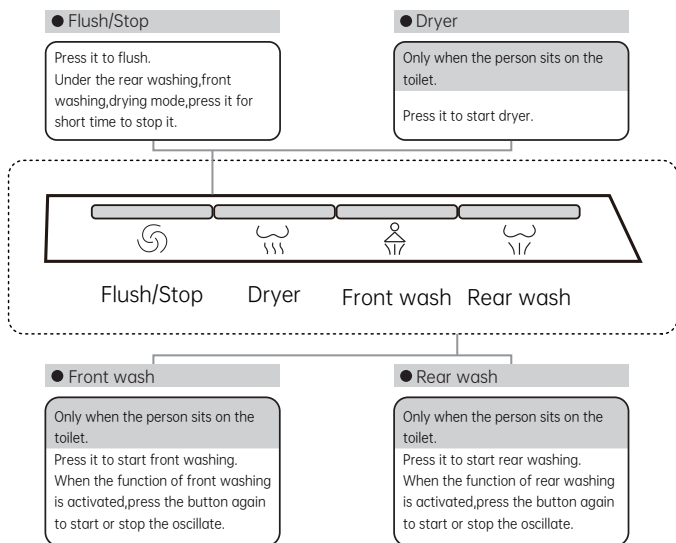 ● Flush/Stop
Press it to flush.
Under the rear washing,front
washing,drying mode,press it for
short time to stop it.
● Dryer
Only when the person sits on the
toilet.
Press it to start dryer.
Flush/Stop
Dryer
Front wash
Rear wash
● Front wash
Only when the person sits on the
toilet.
Press it to start front washing.
When the function of front washing
is activated,press the button again
to start or stop the oscillate.
● Rear wash
Only when the person sits on the
toilet.
Press it to start rear washing.
When the function of rear washing
is activated,press the button again
to start or stop the oscillate.